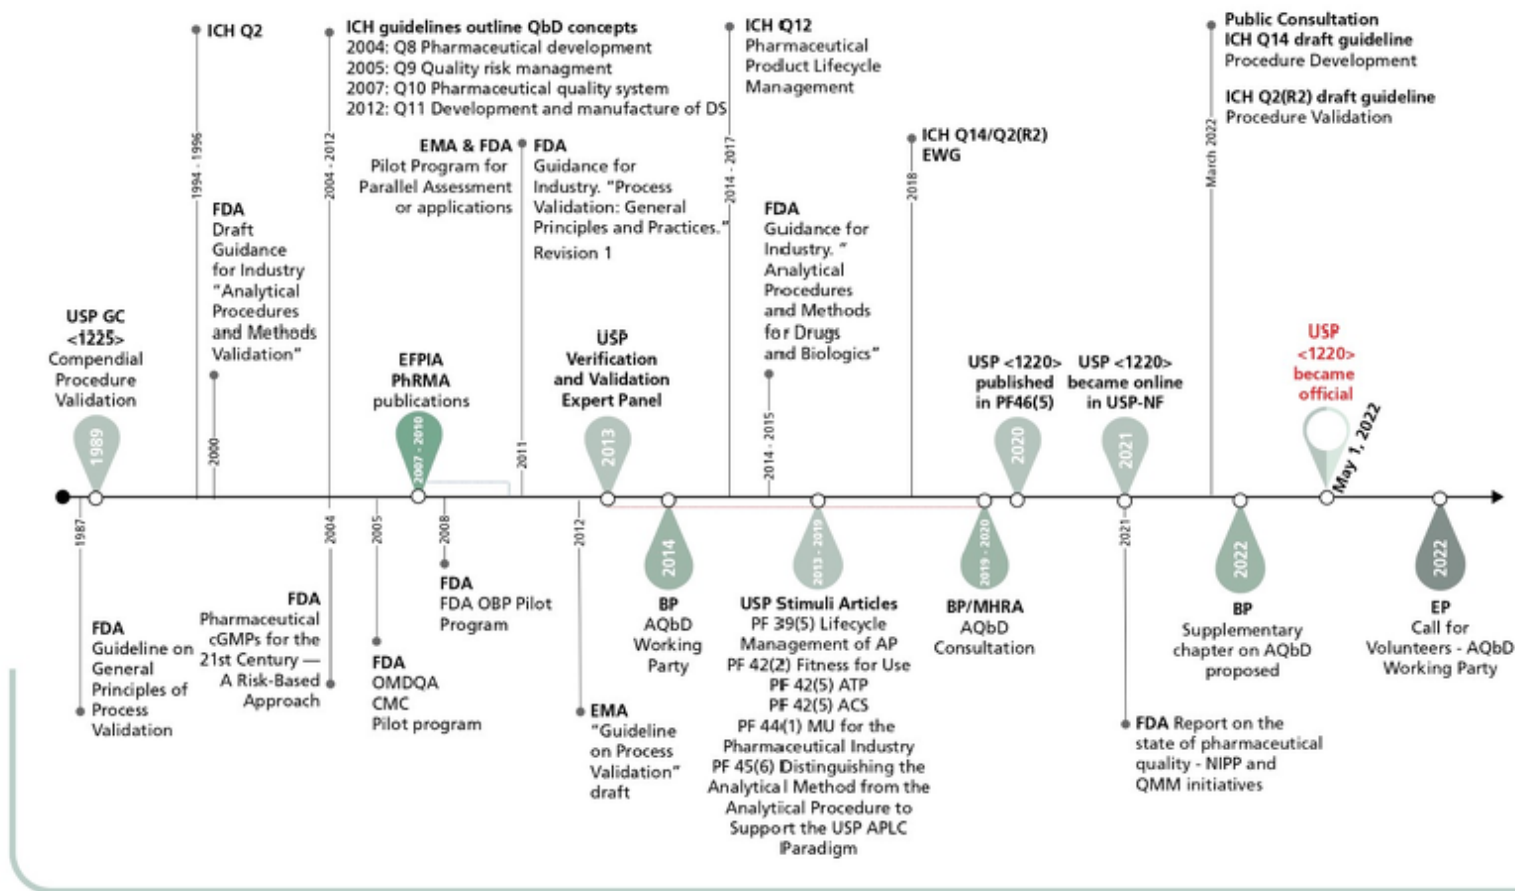 ICH Q2
1994 - 1996
ICH guidelines outline QbD concepts
2004: Q8 Pharmaceutical development
2005: Q9 Quality risk managment
2007: Q10 Pharmaceutical quality system
2012: Q11 Development and manufacture of DS
2004 - 2012
ICH Q12
Pharmaceutical
Product Lifecycle
Management
2014 - 2017
Public Consultation
ICH Q14 draft guideline
Procedure Development
ICH Q2(R2) draft guideline
Procedure Validation
March 2022
EMA & FDA
Pilot Program for
Parallel Assessment
or applications
FDA
Guidance for
Industry. "Process
Validation: General
Principles and Practices."
Revision 1
2011
ICH Q14/Q2(R2)
EWG
2018
FDA
Draft
Guidance
for Industry
"Analytical
Procedures
and Methods
Validation"
2000
FDA
Guidance for
Industry. "
Analytical
Procedures
and Methods
for Drugs
and Biologics"
2014 - 2015
USP GC
<1225>
Compendial
Procedure
Validation
1989
EFPIA
PhRMA
publications
2007 - 2010
USP
Verification
and Validation
Expert Panel
2013
USP <1220>
published
in PF46(5)
2020
USP <1220>
became online
in USP-NF
2021
USP
<1220>
became
official
May 1, 2022
1987
FDA
Guideline on
General
Principles of
Process
Validation
2004
FDA
Pharmaceutical
cGMPs for the
21st Century —
A Risk-Based
Approach
2005
FDA
OMDQA
CMC
Pilot program
2008
FDA
FDA OBP Pilot
Program
2012
EMA
"Guideline
on Process
Validation"
draft
2014
BP
AQbD
Working
Party
2013 - 2019
USP Stimuli Articles
PF 39(5) Lifecycle
Management of AP
PF 42(2) Fitness for Use
PF 42(5) ATP
PF 42(5) ACS
PF 44(1) MU for the
Pharmaceutical Industry
PF 45(6) Distinguishing the
Analytical Method from the
Analytical Procedure to
Support the USP APLC
Paradigm
2019 - 2020
BP/MHRA
AQbD
Consultation
2021
FDA Report on the
state of pharmaceutical
quality - NIPP and
QMM initiatives
2022
BP
Supplementary
chapter on AQbD
proposed
2022
EP
Call for
Volunteers - AQbD
Working Party